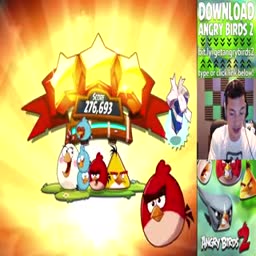 SCORE
276,693
DOWNLOAD
ANGRY BIRDS 2
bit.ly/getangrybirds2
type or click link below!
ANGRY BIRDS 2